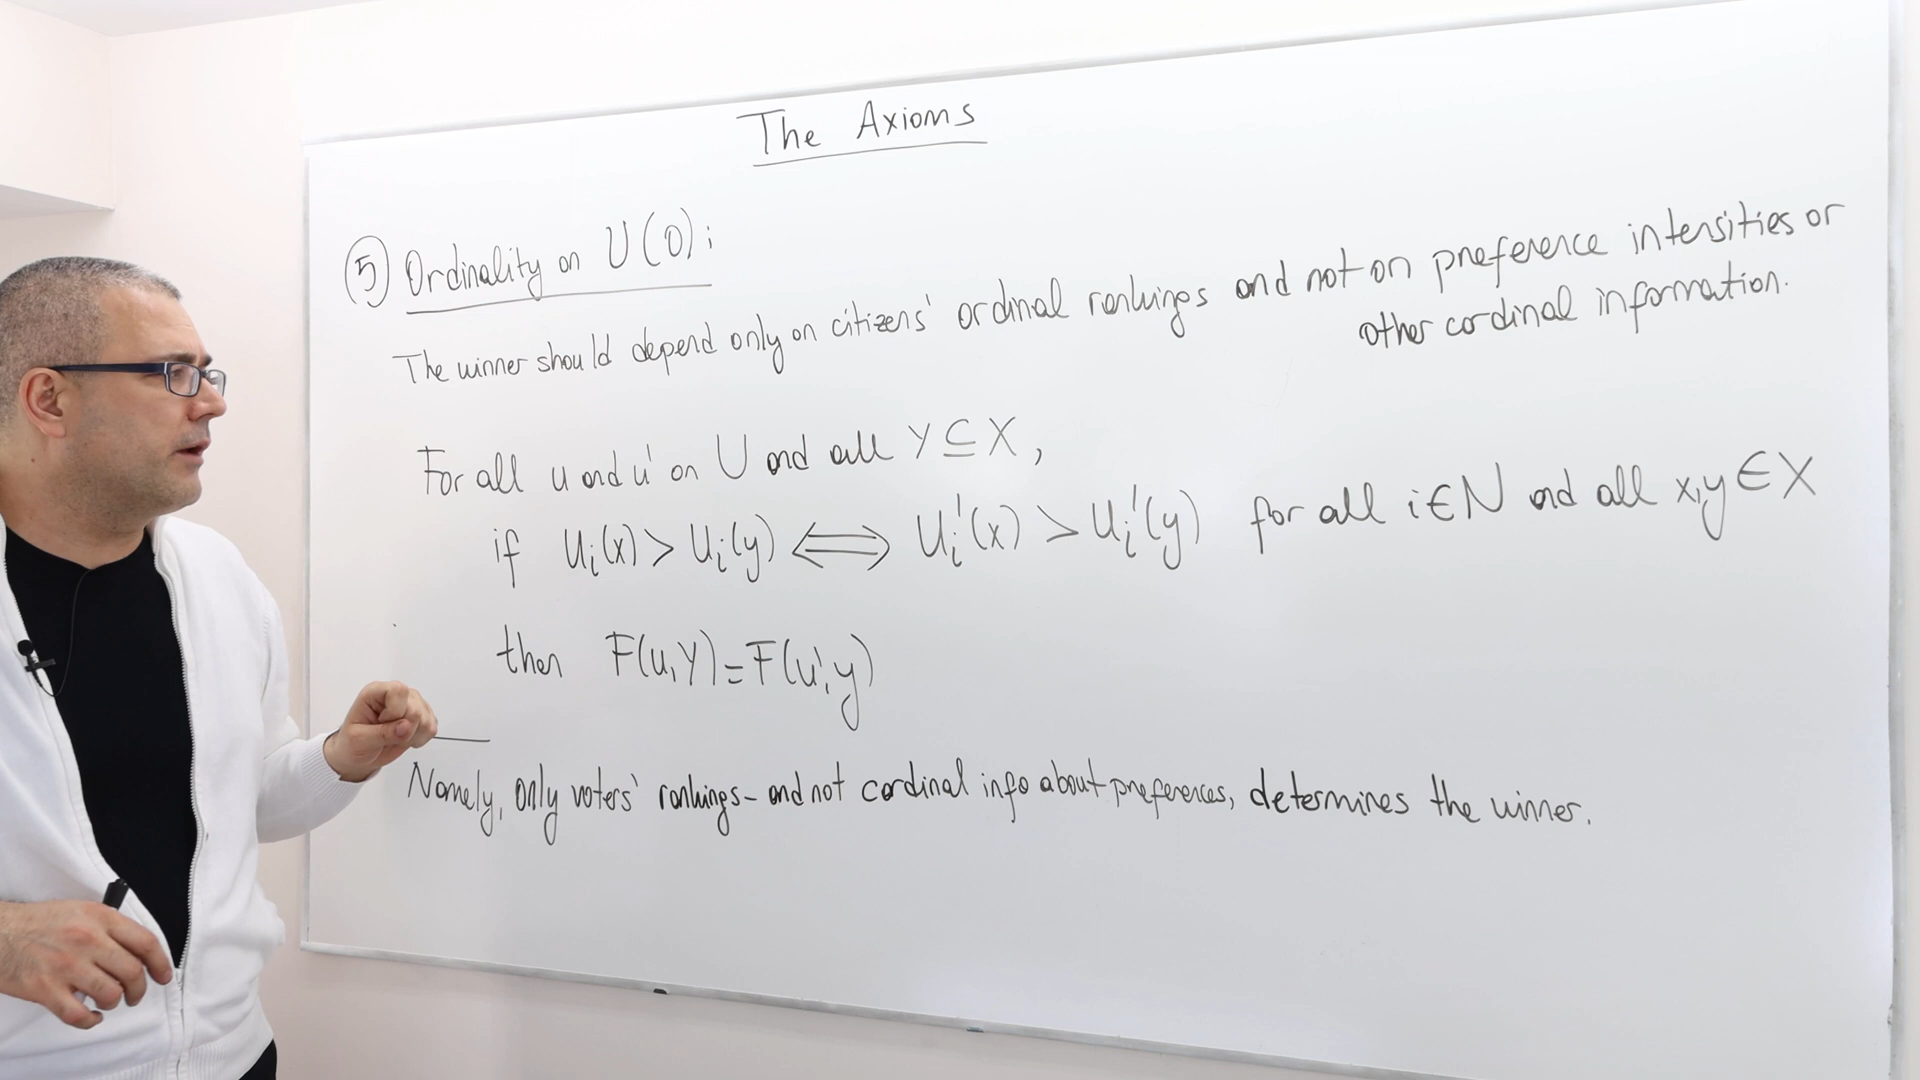 The Axioms
⑤ Ordinality on U(O):
The winner should depend only on citizens' ordinal rankings and not on preference intensities or
other cardinal information.
For all u and u' on U and all Y ⊆ X,
if Uᵢ(x) > Uᵢ(y) ⟺ Uᵢ'(x) > Uᵢ'(y) for all i∈N and all x,y ∈ X
then F(u,Y)=F(u',y)
Namely, only voters' rankings - and not cardinal info about preferences, determines the winner.